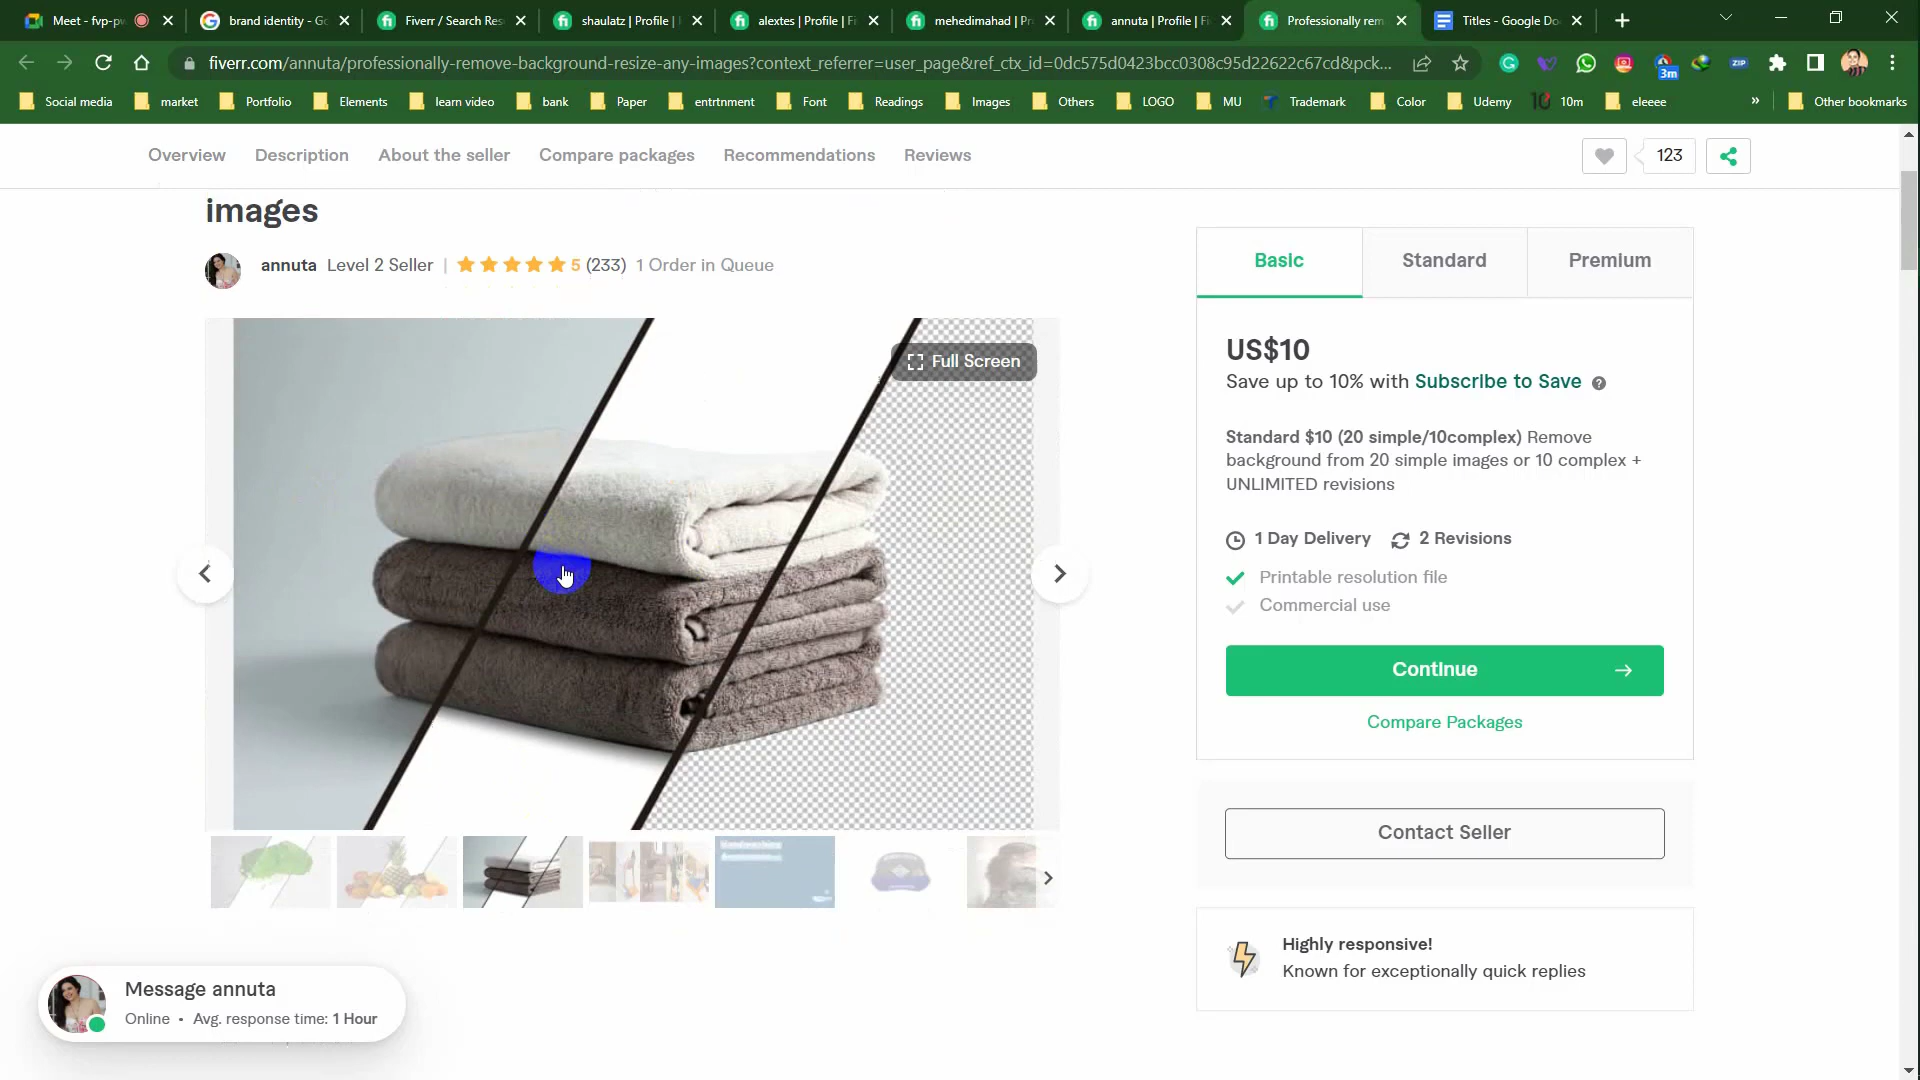 Meet - fvp-pw
brand identity - Go
Fiverr / Search Res
shaulatz | Profile |
alextes | Profile | Fi
mehedimahad | Pr
annuta | Profile | Fi
Professionally rem
Titles - Google Do
fiverr.com/annuta/professionally-remove-background-resize-any-images?context_referrer=user_page&ref_ctx_id=0dc575d0423bcc0308c95d22622c67cd&pck...
3m
ZIP
Social media
market
Portfolio
Elements
learn video
bank
Paper
entrtnment
Font
Readings
Images
Others
LOGO
MU
Trademark
Color
Udemy
10m
eleeee
»
Other bookmarks
Overview
Description
About the seller
Compare packages
Recommendations
Reviews
123
images
annuta Level 2 Seller | 5 (233) 1 Order in Queue
Full Screen
Basic
Standard
Premium
US$10
Save up to 10% with Subscribe to Save ?
Standard $10 (20 simple/10complex) Remove
background from 20 simple images or 10 complex +
UNLIMITED revisions
1 Day Delivery
2 Revisions
Printable resolution file
Commercial use
Continue
Compare Packages
Contact Seller
Highly responsive!
Known for exceptionally quick replies
Message annuta
Online • Avg. response time: 1 Hour